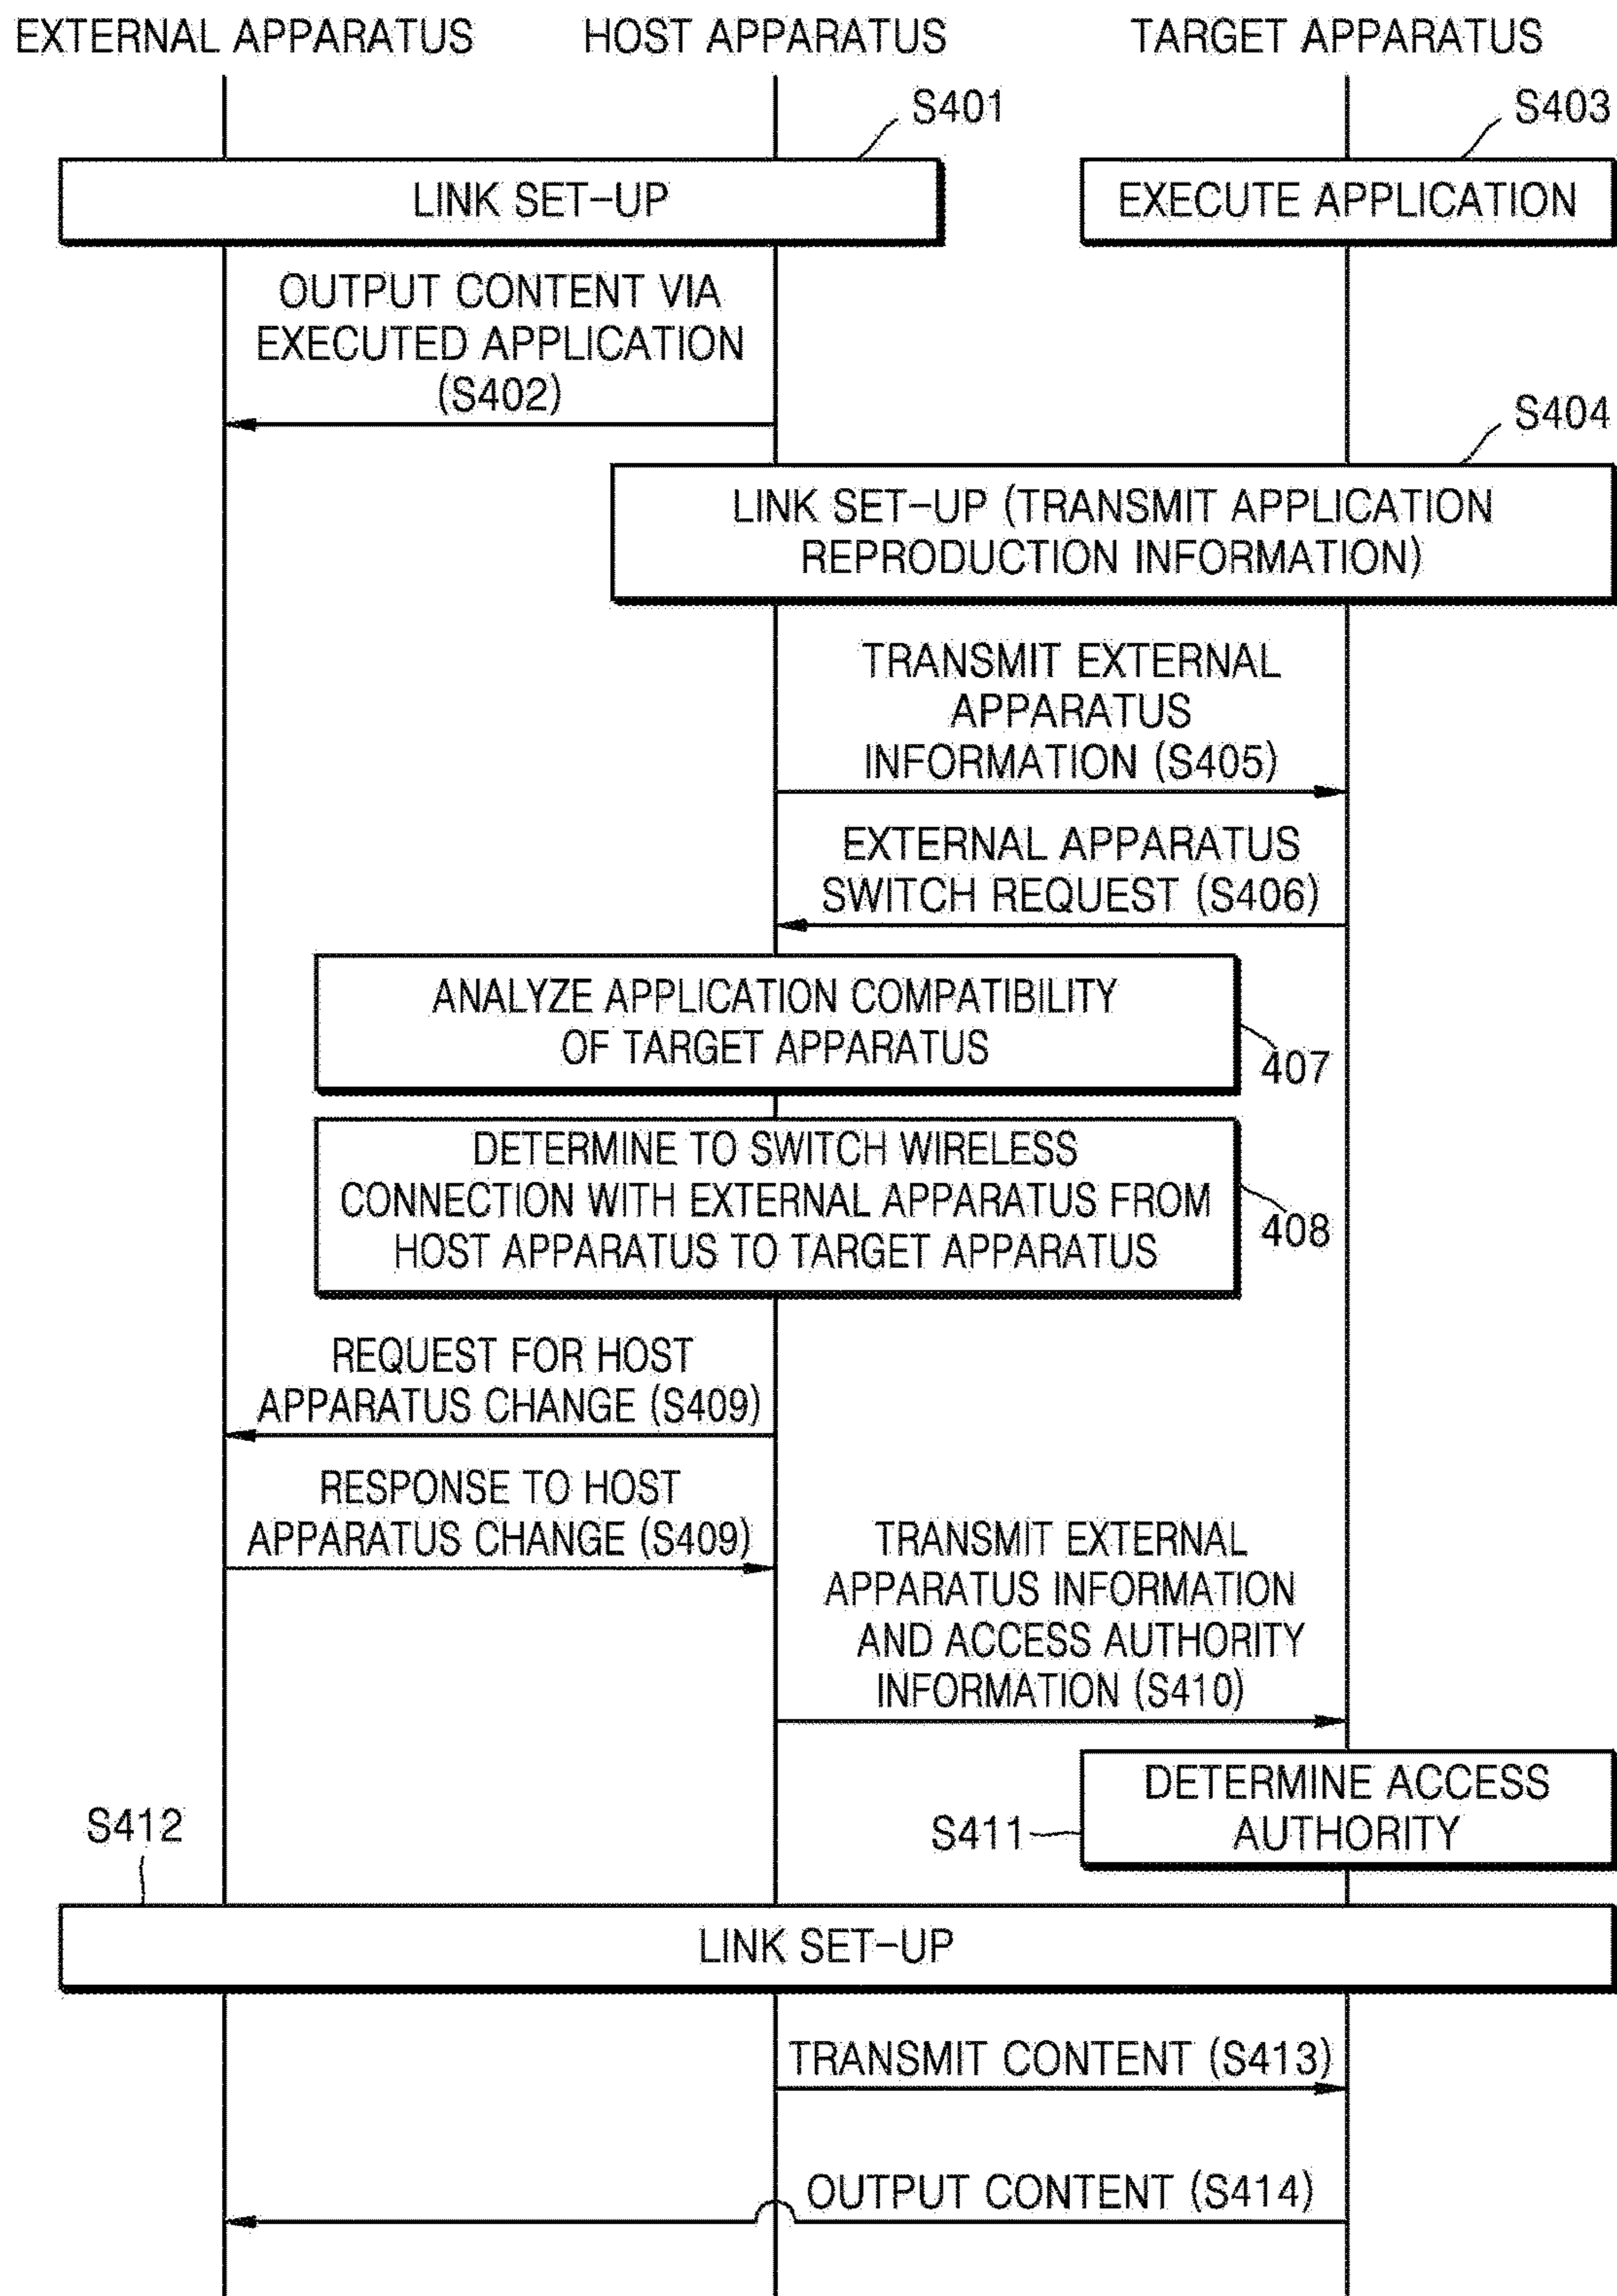 EXTERNAL APPARATUS
HOST APPARATUS
TARGET APPARATUS
S401
S403
LINK SET-UP
EXECUTE APPLICATION
OUTPUT CONTENT VIA
EXECUTED APPLICATION
(S402)
S404
LINK SET-UP (TRANSMIT APPLICATION
REPRODUCTION INFORMATION)
TRANSMIT EXTERNAL
APPARATUS
INFORMATION (S405)
EXTERNAL APPARATUS
SWITCH REQUEST (S406)
ANALYZE APPLICATION COMPATIBILITY
OF TARGET APPARATUS
407
DETERMINE TO SWITCH WIRELESS
CONNECTION WITH EXTERNAL APPARATUS FROM
HOST APPARATUS TO TARGET APPARATUS
408
REQUEST FOR HOST
APPARATUS CHANGE (S409)
RESPONSE TO HOST
APPARATUS CHANGE (S409)
TRANSMIT EXTERNAL
APPARATUS INFORMATION
AND ACCESS AUTHORITY
INFORMATION (S410)
DETERMINE ACCESS
AUTHORITY
S411
S412
LINK SET-UP
TRANSMIT CONTENT (S413)
OUTPUT CONTENT (S414)